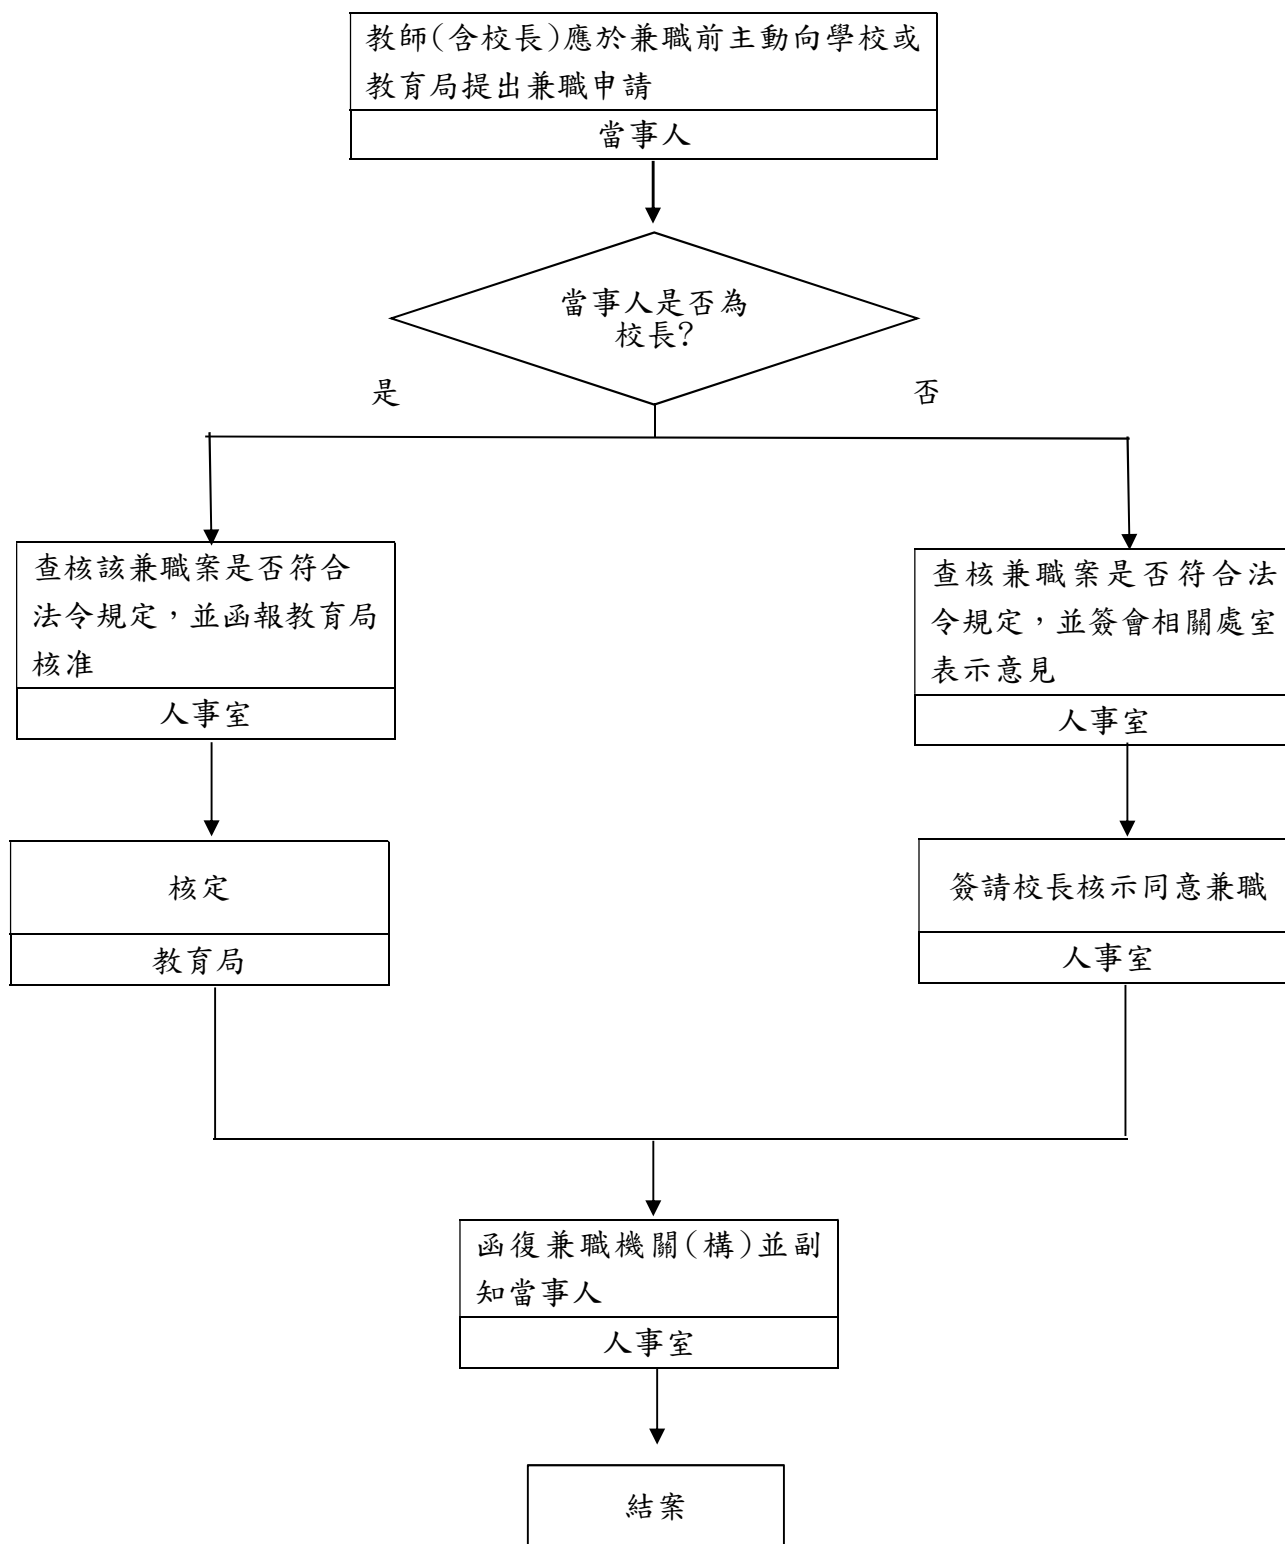 教師(含校長)應於兼職前主動向學校或
教育局提出兼職申請
當事人
當事人是否為
校長?
是
否
查核該兼職案是否符合
法令規定，並函報教育局
核准
人事室
查核兼職案是否符合法
令規定，並簽會相關處室
表示意見
人事室
核定
教育局
簽請校長核示同意兼職
人事室
函復兼職機關(構)並副
知當事人
人事室
結案